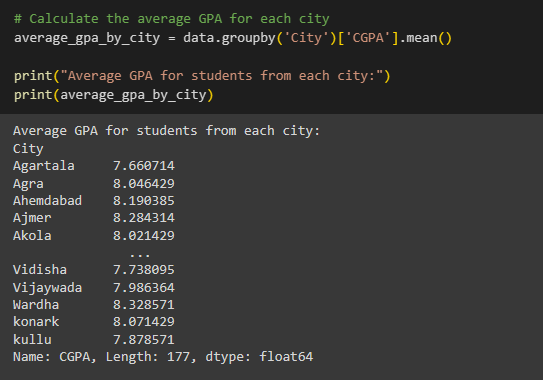 # Calculate the average GPA for each city
average_gpa_by_city = data.groupby('City')['CGPA'].mean()
print("Average GPA for students from each city:")
print(average_gpa_by_city)
Average GPA for students from each city:
City
Agartala     7.660714
Agra         8.046429
Ahemdabad    8.190385
Ajmer        8.284314
Akola        8.021429
...
Vidisha      7.738095
Vijaywada    7.986364
Wardha       8.328571
konark       8.071429
kullu        7.878571
Name: CGPA, Length: 177, dtype: float64